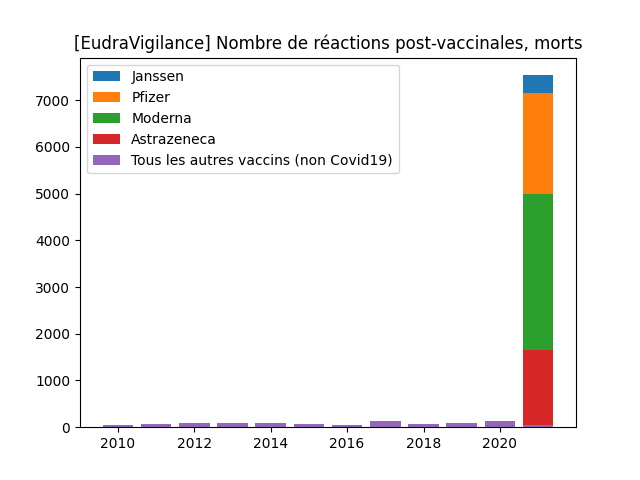 [EudraVigilance] Nombre de réactions post-vaccinales, morts
Janssen
Pfizer
Moderna
Astrazeneca
Tous les autres vaccins (non Covid19)
7000
6000
5000
4000
3000
2000
1000
0
2010 2012 2014 2016 2018 2020